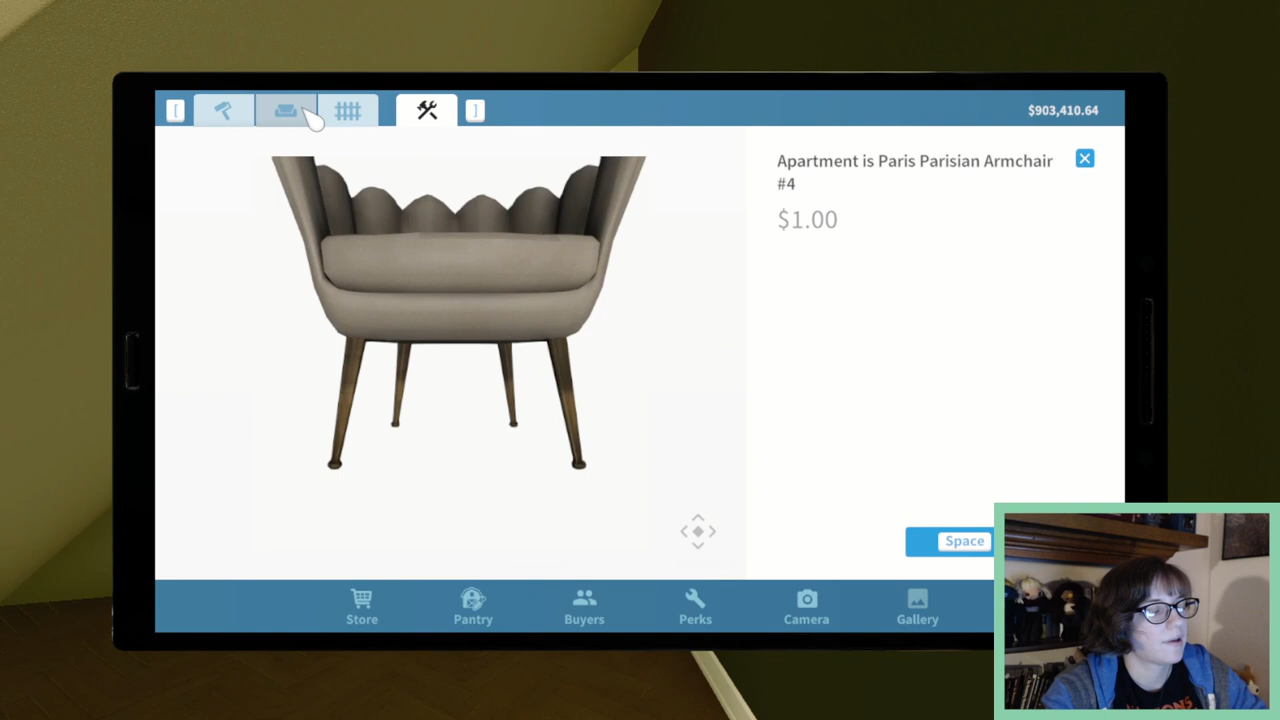 [
]
$903,410.64
Apartment is Paris Parisian Armchair
#4
$1.00
Space
Store
Pantry
Buyers
Perks
Camera
Gallery